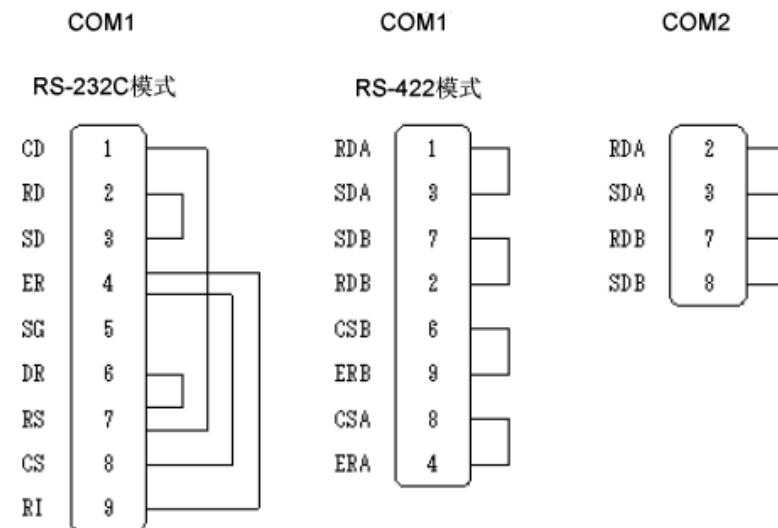 COM1
RS-232C模式
CD 1
RD 2
SD 3
ER 4
SG 5
DR 6
RS 7
CS 8
RI 9
COM1
RS-422模式
RDA 1
SDA 3
SDB 7
RDB 2
CSB 6
ERB 9
CSA 8
ERA 4
COM2
RDA 2
SDA 3
RDB 7
SDB 8